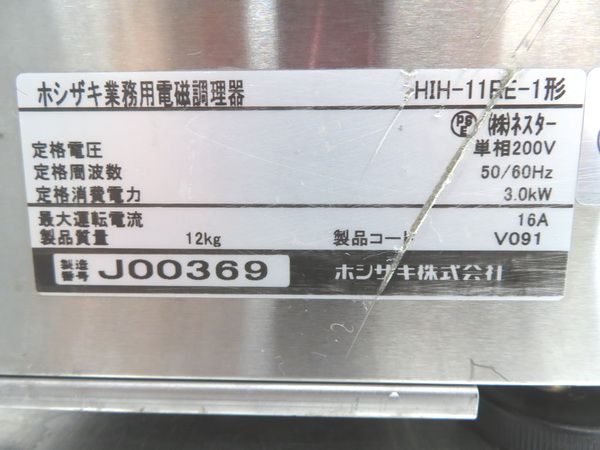 ホシザキ業務用電磁調理器 HIH-11RE-1形
PSE (株)ネスター
定格電圧 単相200V
定格周波数 50/60Hz
定格消費電力 3.0kW
最大運転電流 16A
製品質量 12kg 製品コード V091
製造番号 J00369 ホシザキ株式会社